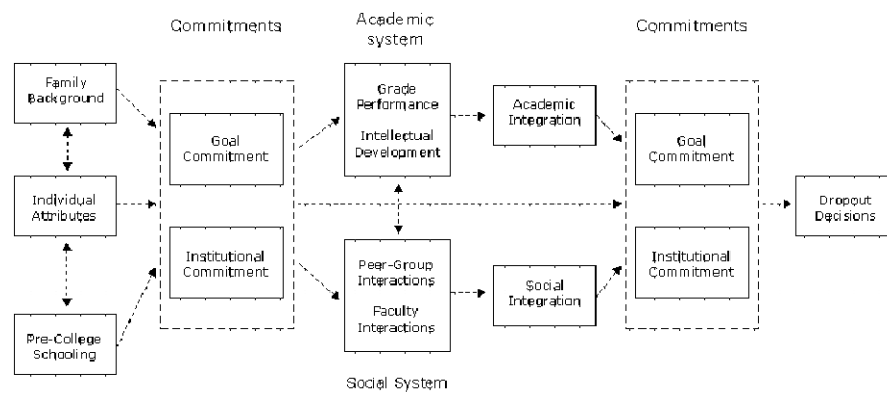 Commitments
Academic
system
Commitments
Family
Background
Individual
Attributes
Pre-College
Schooling
Goal
Commitment
Institutional
Commitment
Grade
Performance
Intellectual
Development
Peer-Group
Interactions
Faculty
Interactions
Social System
Academic
Integration
Social
Integration
Goal
Commitment
Institutional
Commitment
Dropout
Decisions